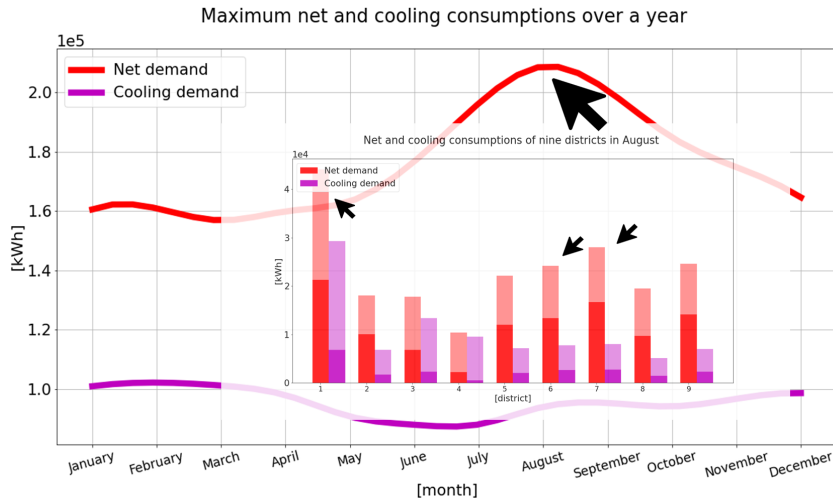 Maximum net and cooling consumptions over a year
1e5
Net demand
Cooling demand
2.0
1.8
1.6
1.4
1.2
1.0
[kWh]
Net and cooling consumptions of nine districts in August
1e4
Net demand
Cooling demand
4
3
2
1
0
[kWh]
1 2 3 4 5 6 7 8 9
[district]
January February March April May June July August September October November December
[month]